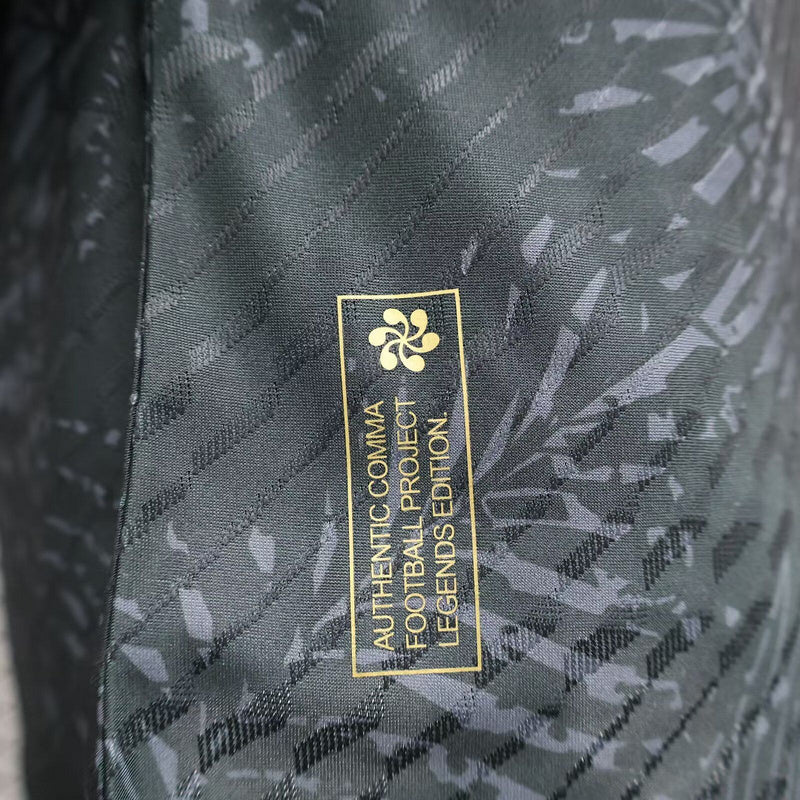 AUTHENTIC COMMA
FOOTBALL PROJECT
LEGENDS EDITION.